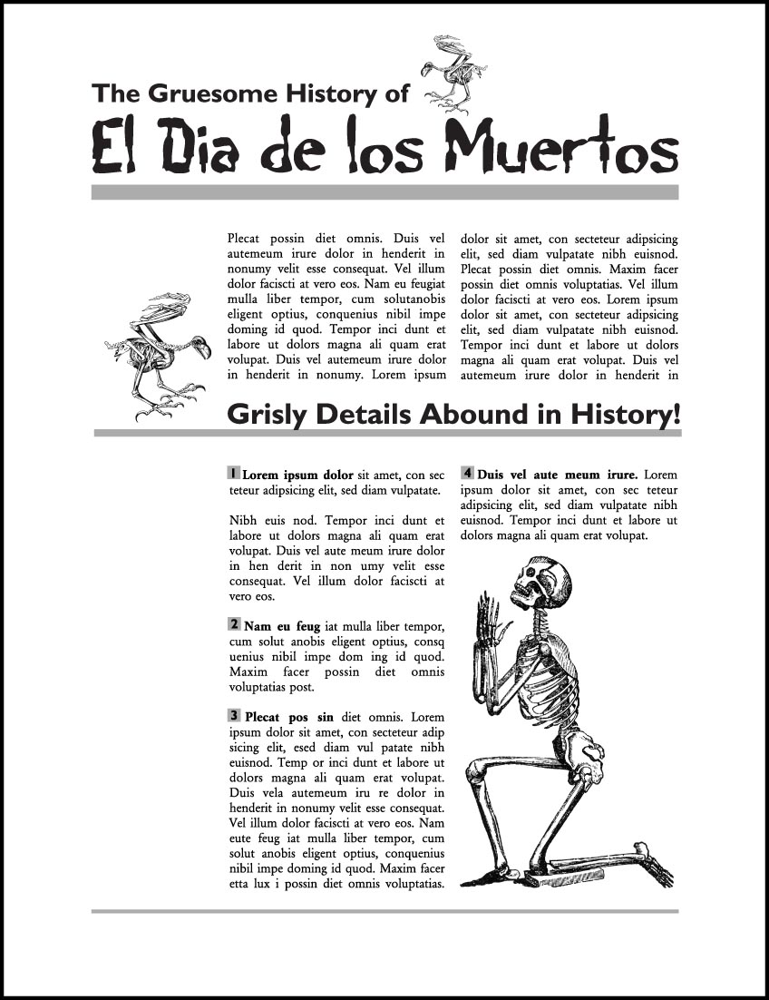 The Gruesome History of
El Dia de los Muertos
Plecat possin diet omnis. Duis vel
autemeum irure dolor in henderit in
nonumy velit esse consequat. Vel illum
dolor faciscti at vero eos. Nam eu feugiat
mulla liber tempor, cum solutanobis
eligent optius, conquenius nibil impe
doming id quod. Tempor inci dunt et
labore ut dolors magna ali quam erat
volupat. Duis vel autemeum irure dolor
in henderit in nonumy. Lorem ipsum
dolor sit amet, con secteteur adipsicing
elit, sed diam vulpatate nibh euisnod.
Plecat possin diet omnis. Maxim facer
possin diet omnis voluptatias. Vel illum
dolor faciscti at vero eos. Lorem ipsum
dolor sit amet, con secteteur adipsicing
elit, sed diam vulpatate nibh euisnod.
Tempor inci dunt et labore ut dolors
magna ali quam erat volupat. Duis vel
autemeum irure dolor in henderit in
Grisly Details Abound in History!
1 Lorem ipsum dolor sit amet, con sec
teteur adipsicing elit, sed diam vulpatate.
Nibh euis nod. Tempor inci dunt et
labore ut dolors magna ali quam erat
volupat. Duis vel aute meum irure dolor
in hen derit in non umy velit esse
consequat. Vel illum dolor faciscti at
vero eos.
2 Nam eu feug iat mulla liber tempor,
cum solut anobis eligent optius, consq
uenius nibil impe dom ing id quod.
Maxim facer possin diet omnis
voluptatias post.
3 Plecat pos sin diet omnis. Lorem
ipsum dolor sit amet, con secteteur adip
sicing elit, esed diam vul patate nibh
euisnod. Temp or inci dunt et labore ut
dolors magna ali quam erat volupat.
Duis vela autemeum iru re dolor in
henderit in nonumy velit esse consequat.
Vel illum dolor faciscti at vero eos. Nam
eute feug iat mulla liber tempor, cum
solut anobis eligent optius, conquenius
nibil impe doming id quod. Maxim facer
etta lux i possin diet omnis voluptatias.
4 Duis vel aute meum irure. Lorem
ipsum dolor sit amet, con sec teteur
adipsicing elit, sed diam vulpatate nibh
euisnod. Tempor inci dunt et labore ut
dolors magna ali quam erat volupat.